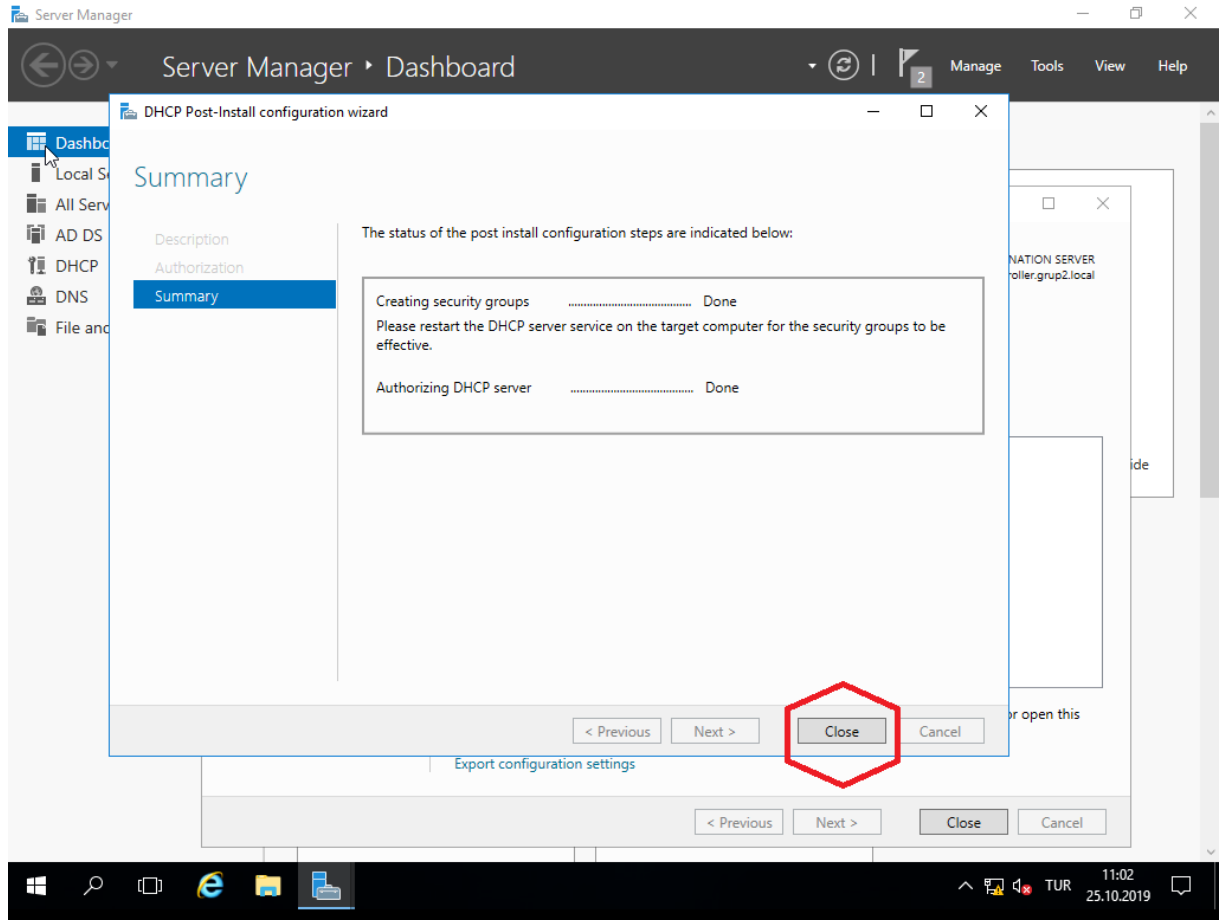 Server Manager
Server Manager • Dashboard
2
Manage Tools View Help
DHCP Post-Install configuration wizard
Dashbo
Local Se
All Serv
AD DS
DHCP
DNS
File and
Summary
Description
Authorization
Summary
The status of the post install configuration steps are indicated below:
Creating security groups ........................................ Done
Please restart the DHCP server service on the target computer for the security groups to be
effective.
Authorizing DHCP server ........................................ Done
< Previous Next > Close Cancel
NATION SERVER
roller.grup2.local
ide
or open this
Export configuration settings
< Previous Next > Close Cancel
TUR
11:02
25.10.2019